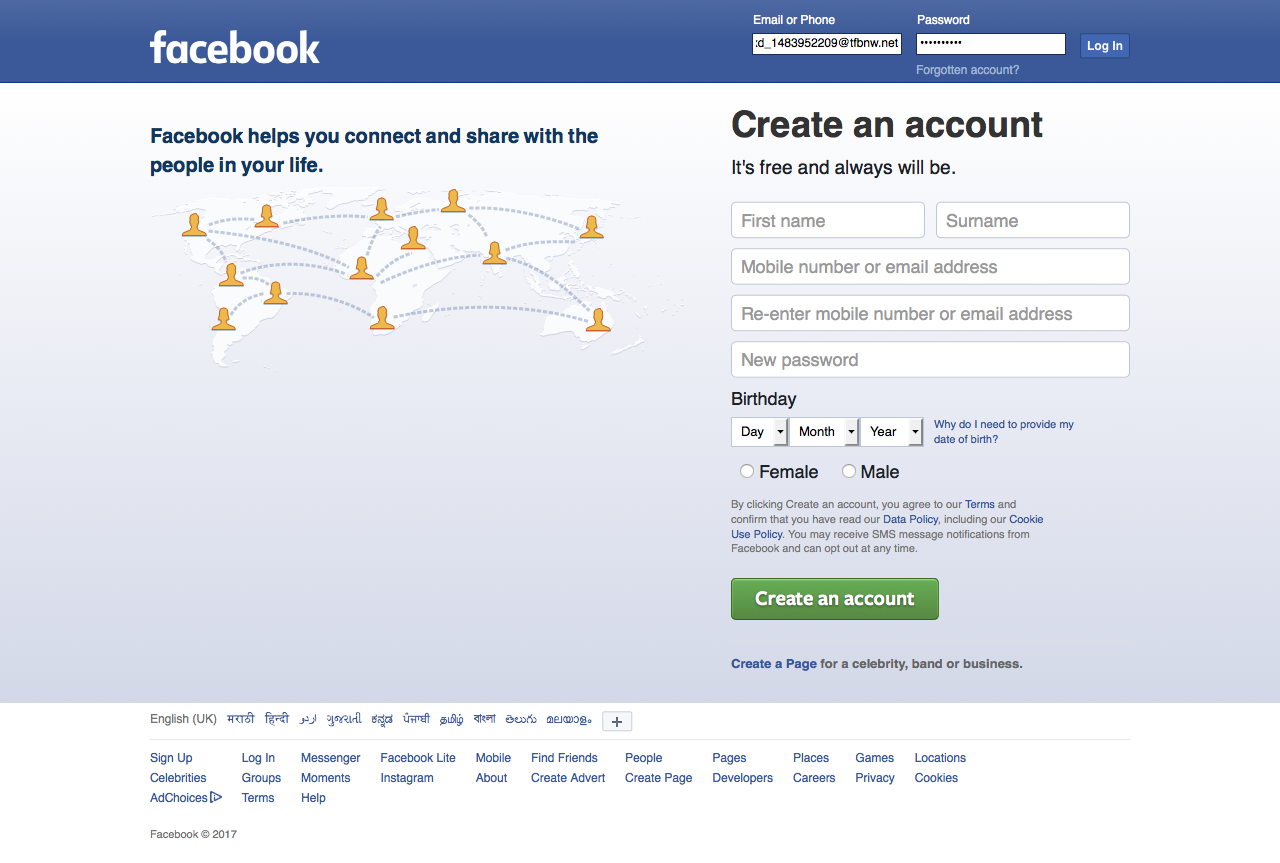 facebook
Email or Phone
Password
:d_1483952209@tfbnw.net
••••••••••
Log In
Forgotten account?
Facebook helps you connect and share with the
people in your life.
Create an account
It's free and always will be.
First name
Surname
Mobile number or email address
Re-enter mobile number or email address
New password
Birthday
Day
Month
Year
Why do I need to provide my
date of birth?
Female
Male
By clicking Create an account, you agree to our Terms and
confirm that you have read our Data Policy, including our Cookie
Use Policy. You may receive SMS message notifications from
Facebook and can opt out at any time.
Create an account
Create a Page for a celebrity, band or business.
English (UK) मराठी हिन्दी اردو ગુજરાતી ಕನ್ನಡ ਪੰਜਾਬੀ தமிழ் বাংলা తెలుగు മലയാളം +
Sign Up Log In Messenger Facebook Lite Mobile Find Friends People Pages Places Games Locations
Celebrities Groups Moments Instagram About Create Advert Create Page Developers Careers Privacy Cookies
AdChoices Terms Help
Facebook © 2017